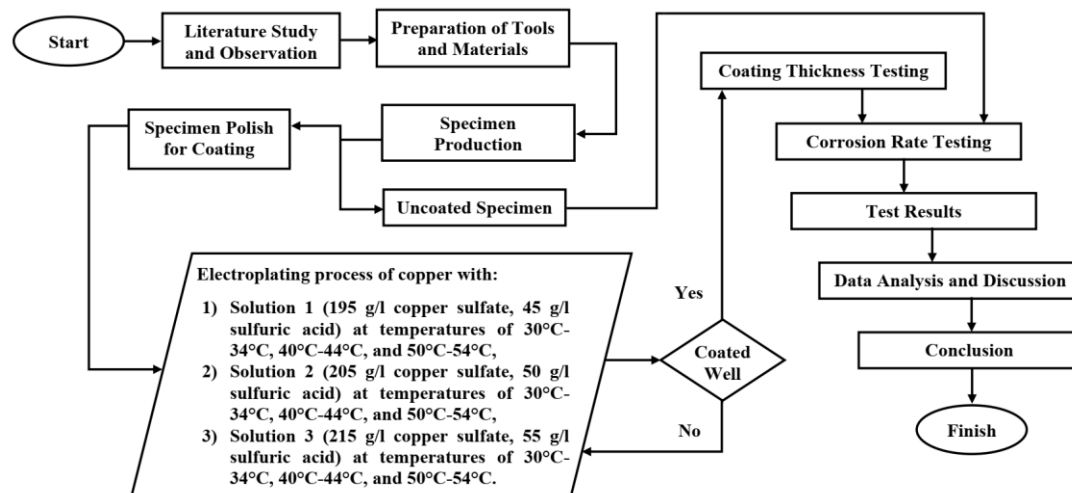 Start
Literature Study
and Observation
Preparation of Tools
and Materials
Specimen
Production
Specimen Polish
for Coating
Uncoated Specimen
Electroplating process of copper with:
1) Solution 1 (195 g/l copper sulfate, 45 g/l
sulfuric acid) at temperatures of 30°C-
34°C, 40°C-44°C, and 50°C-54°C,
2) Solution 2 (205 g/l copper sulfate, 50 g/l
sulfuric acid) at temperatures of 30°C-
34°C, 40°C-44°C, and 50°C-54°C,
3) Solution 3 (215 g/l copper sulfate, 55 g/l
sulfuric acid) at temperatures of 30°C-
34°C, 40°C-44°C, and 50°C-54°C.
Coated
Well
Yes
No
Coating Thickness Testing
Corrosion Rate Testing
Test Results
Data Analysis and Discussion
Conclusion
Finish